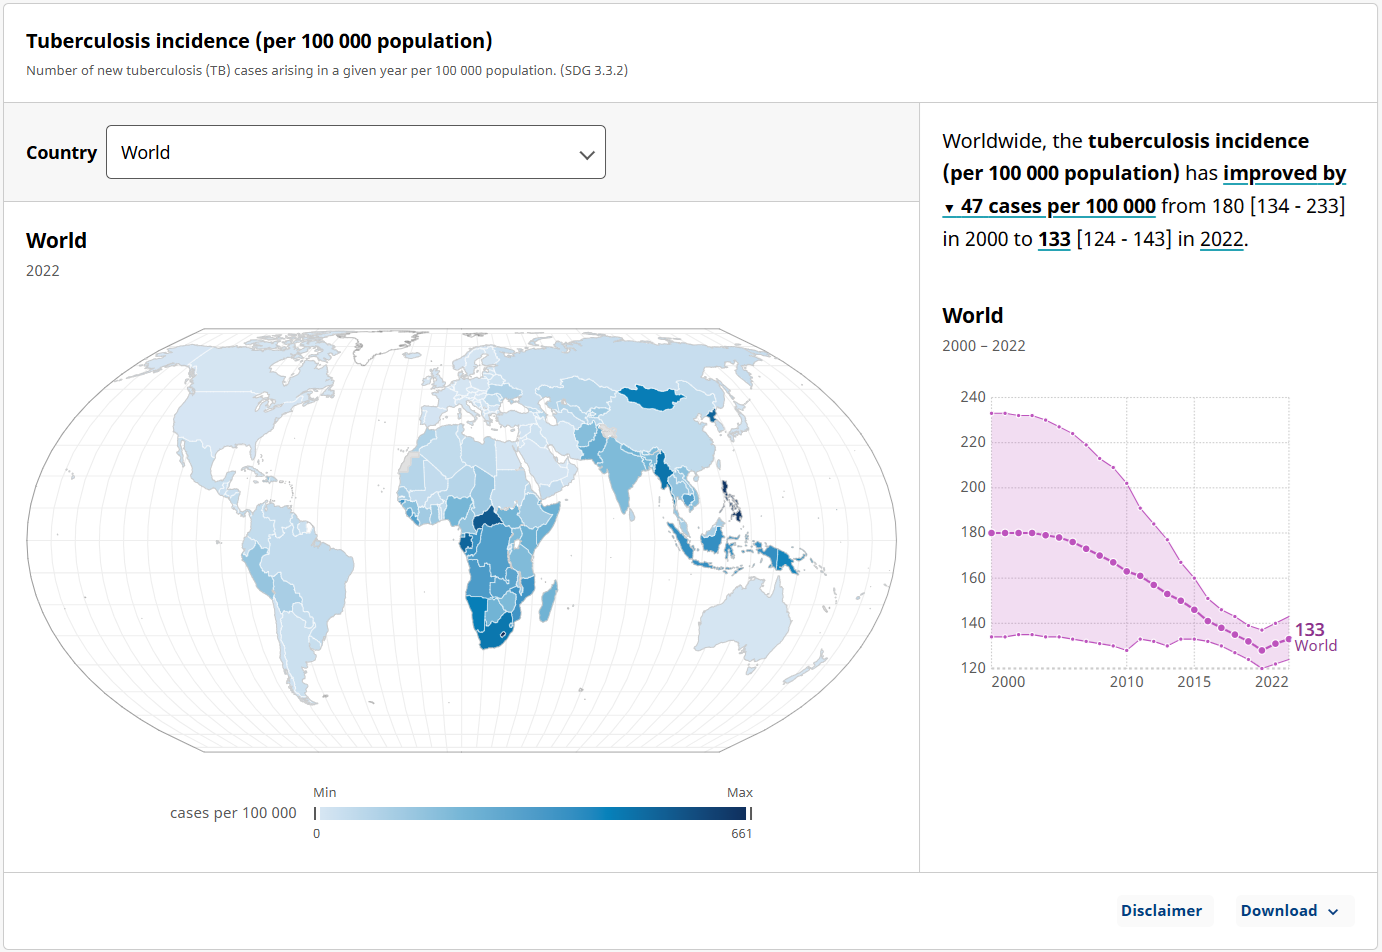 Tuberculosis incidence (per 100 000 population)
Number of new tuberculosis (TB) cases arising in a given year per 100 000 population. (SDG 3.3.2)
Country
World
World
2022
Min
Max
cases per 100 000
0
661
Worldwide, the tuberculosis incidence
(per 100 000 population) has improved by
▼ 47 cases per 100 000 from 180 [134 - 233]
in 2000 to 133 [124 - 143] in 2022.
World
2000 – 2022
240
220
200
180
160
140
120
133
World
2000
2010
2015
2022
Disclaimer
Download